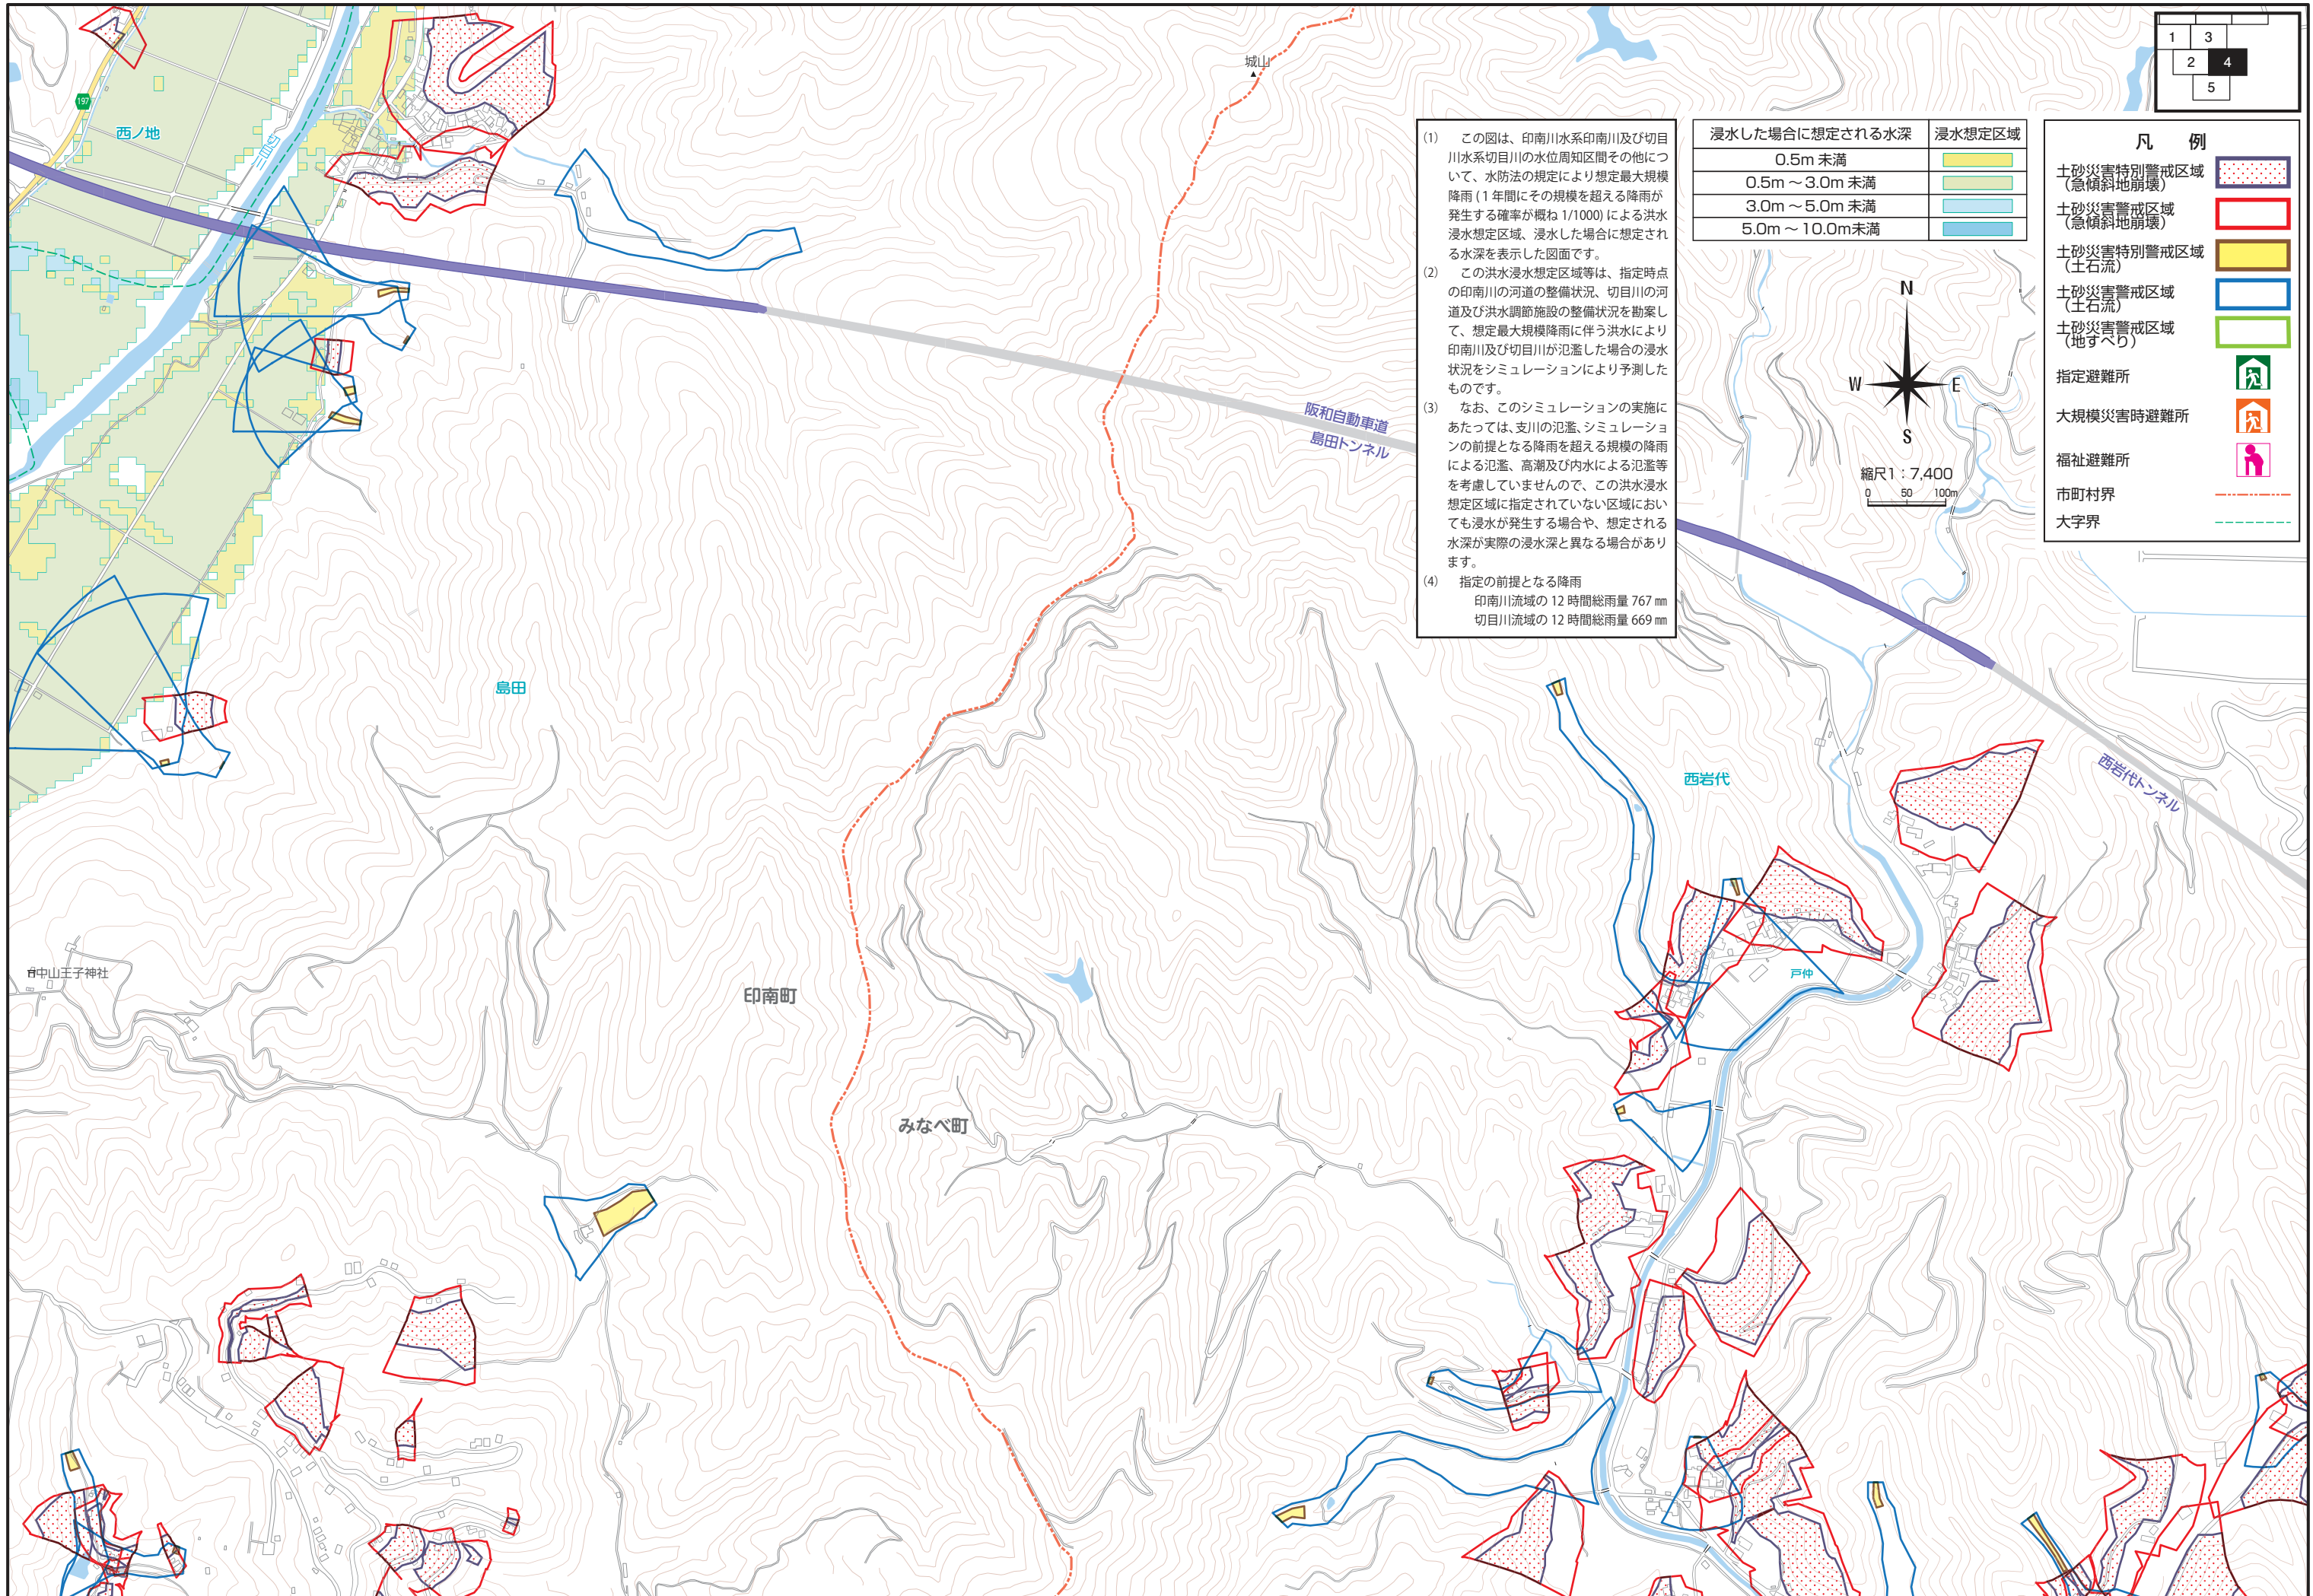 1
3
2
4
5
(1) この図は、印南川水系印南川及び切目
川水系切目川の水位周知区間その他につ
いて、水防法の規定により想定最大規模
降雨 ( 1 年間にその規模を超える降雨が
発生する確率が概ね 1/1000) による洪水
浸水想定区域、浸水した場合に想定され
る水深を表示した図面です。
(2) この洪水浸水想定区域等は、指定時点
の印南川の河道の整備状況、切目川の河
道及び洪水調節施設の整備状況を勘案し
て、想定最大規模降雨に伴う洪水により
印南川及び切目川が氾濫した場合の浸水
状況をシミュレーションにより予測した
ものです。
(3) なお、このシミュレーションの実施に
あたっては、支川の氾濫、シミュレーショ
ンの前提となる降雨を超える規模の降雨
による氾濫、高潮及び内水による氾濫等
を考慮していませんので、この洪水浸水
想定区域に指定されていない区域におい
ても浸水が発生する場合や、想定される
水深が実際の浸水深と異なる場合があり
ます。
(4) 指定の前提となる降雨
印南川流域の 12 時間総雨量 767 ㎜
切目川流域の 12 時間総雨量 669 ㎜
浸水した場合に想定される水深 浸水想定区域
0.5m 未満
0.5m ～ 3.0m 未満
3.0m ～ 5.0m 未満
5.0m ～ 10.0m未満
凡 例
土砂災害特別警戒区域
(急傾斜地崩壊)
土砂災害警戒区域
(急傾斜地崩壊)
土砂災害特別警戒区域
(土石流)
土砂災害警戒区域
(土石流)
土砂災害警戒区域
(地すべり)
指定避難所
大規模災害時避難所
福祉避難所
市町村界
大字界
N
W
E
S
縮尺1：7,400
0 50 100m
城山
197
西ノ地
切目川
阪和自動車道
島田トンネル
島田
西岩代
西岩代トンネル
戸仲
中山王子神社
印南町
みなべ町